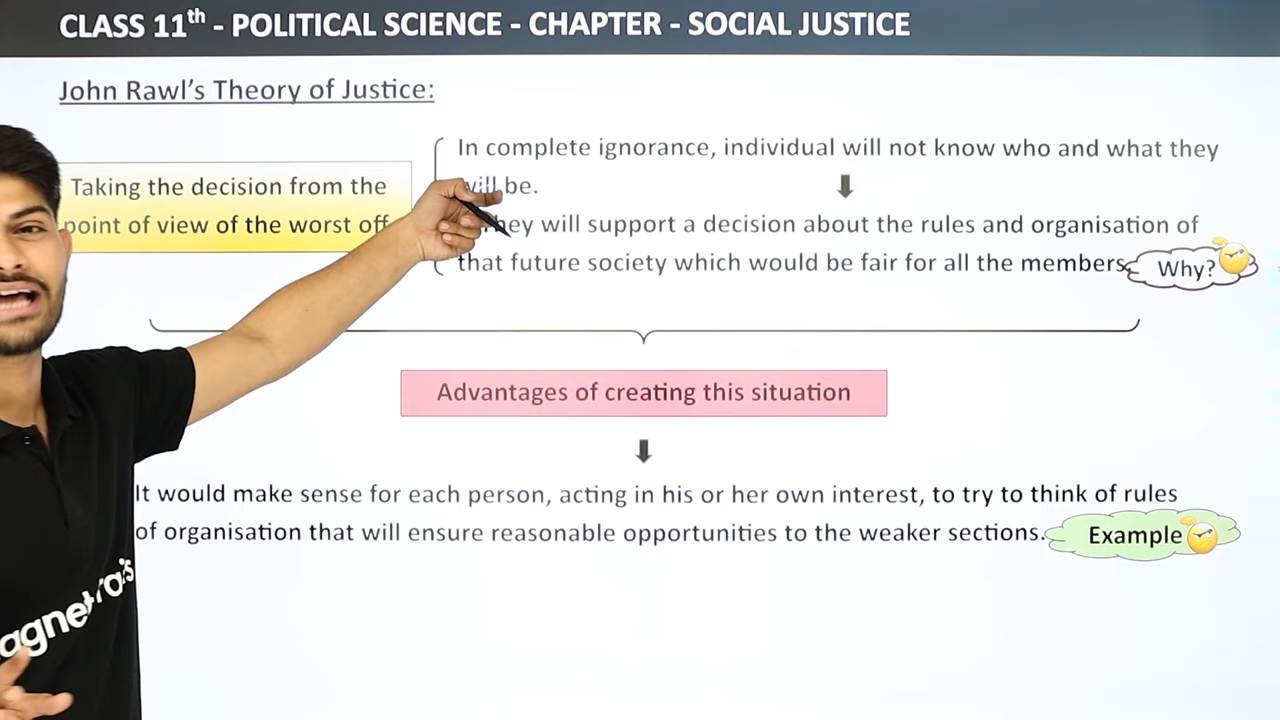 CLASS 11th - POLITICAL SCIENCE - CHAPTER - SOCIAL JUSTICE
John Rawl's Theory of Justice:
Taking the decision from the
point of view of the worst off
In complete ignorance, individual will not know who and what they
will be.
They will support a decision about the rules and organisation of
that future society which would be fair for all the members.
Why?
Advantages of creating this situation
It would make sense for each person, acting in his or her own interest, to try to think of rules
of organisation that will ensure reasonable opportunities to the weaker sections.
Example